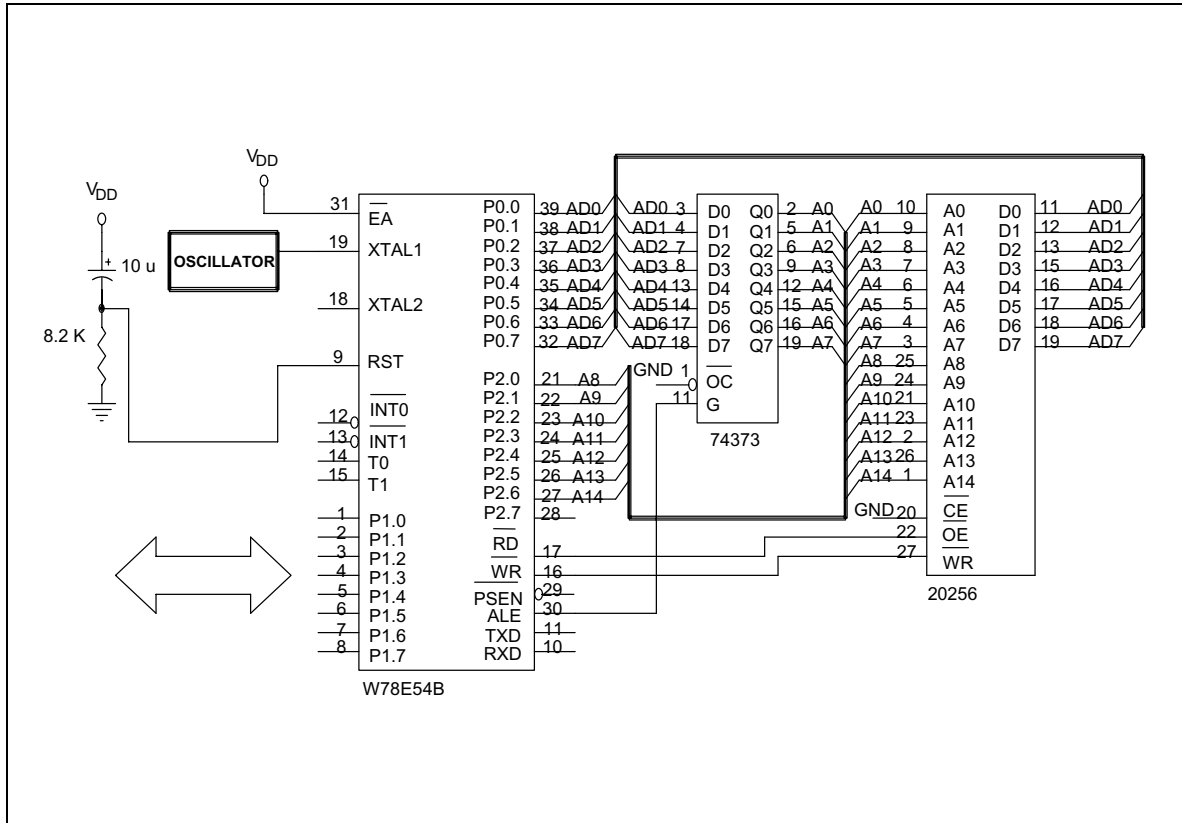 VDD
VDD
10 u
+
8.2 K
OSCILLATOR
31 EA
19 XTAL1
18 XTAL2
9 RST
12 INT0
13 INT1
14 T0
15 T1
1 P1.0
2 P1.1
3 P1.2
4 P1.3
5 P1.4
6 P1.5
7 P1.6
8 P1.7
P0.0 39 AD0
P0.1 38 AD1
P0.2 37 AD2
P0.3 36 AD3
P0.4 35 AD4
P0.5 34 AD5
P0.6 33 AD6
P0.7 32 AD7
P2.0 21 A8
P2.1 22 A9
P2.2 23 A10
P2.3 24 A11
P2.4 25 A12
P2.5 26 A13
P2.6 27 A14
P2.7 28
RD 17
WR 16
PSEN 29
ALE 30
TXD 11
RXD 10
W78E54B
AD0 3 D0 Q0 2 A0
AD1 4 D1 Q1 5 A1
AD2 7 D2 Q2 6 A2
AD3 8 D3 Q3 9 A3
AD4 13 D4 Q4 12 A4
AD5 14 D5 Q5 15 A5
AD6 17 D6 Q6 16 A6
AD7 18 D7 Q7 19 A7
GND 1 OC
11 G
74373
A0 10 A0 D0 11 AD0
A1 9 A1 D1 12 AD1
A2 8 A2 D2 13 AD2
A3 7 A3 D3 15 AD3
A4 6 A4 D4 16 AD4
A5 5 A5 D5 17 AD5
A6 4 A6 D6 18 AD6
A7 3 A7 D7 19 AD7
A8 25 A8
A9 24 A9
A10 21 A10
A11 23 A11
A12 2 A12
A13 26 A13
A14 1 A14
GND 20 CE
22 OE
27 WR
20256